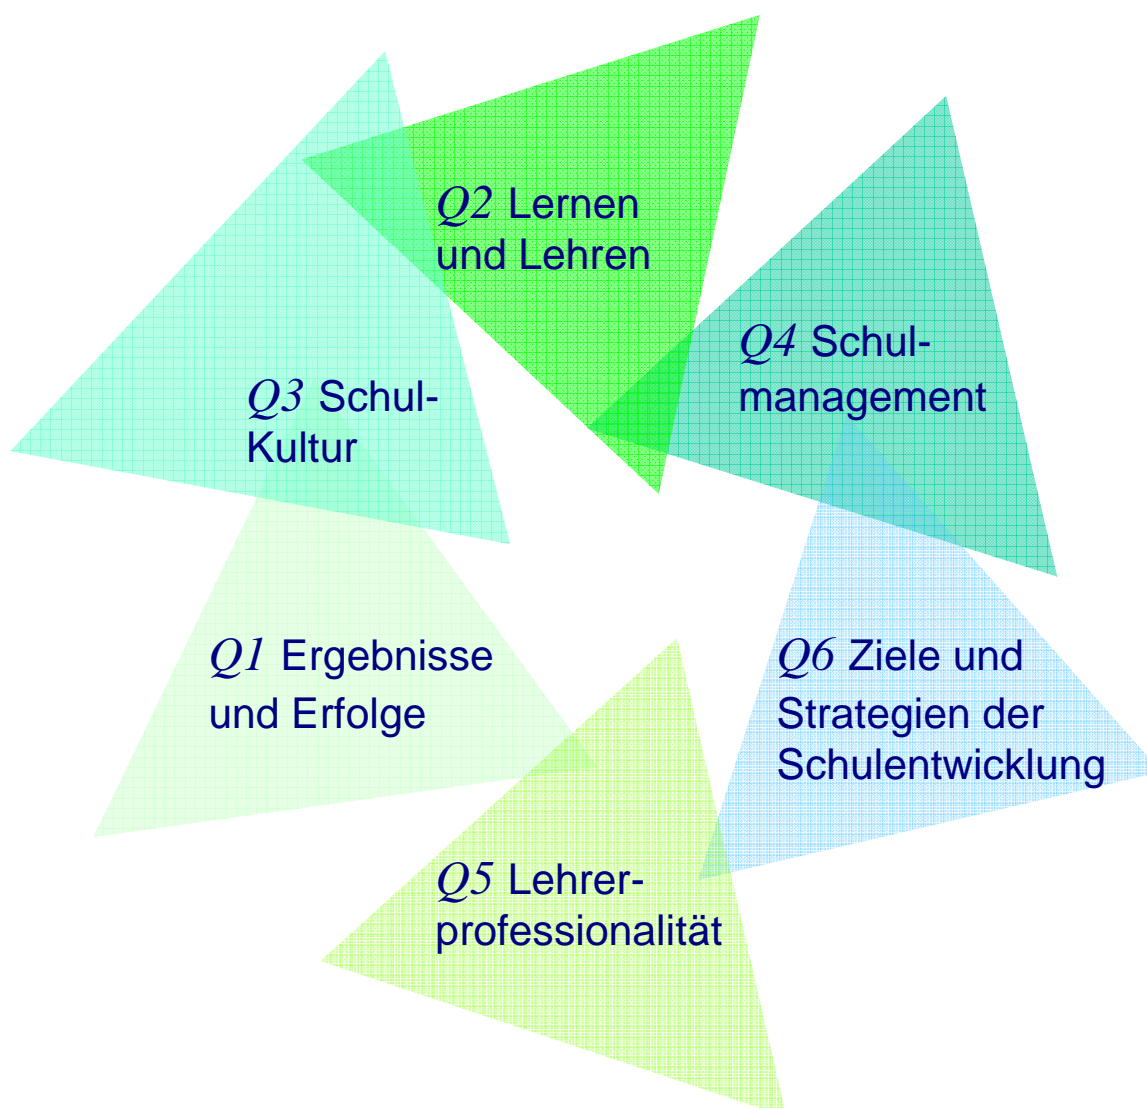 Q2 Lernen
und Lehren
Q4 Schul-
management
Q3 Schul-
Kultur
Q1 Ergebnisse
und Erfolge
Q6 Ziele und
Strategien der
Schulentwicklung
Q5 Lehrer-
professionalität